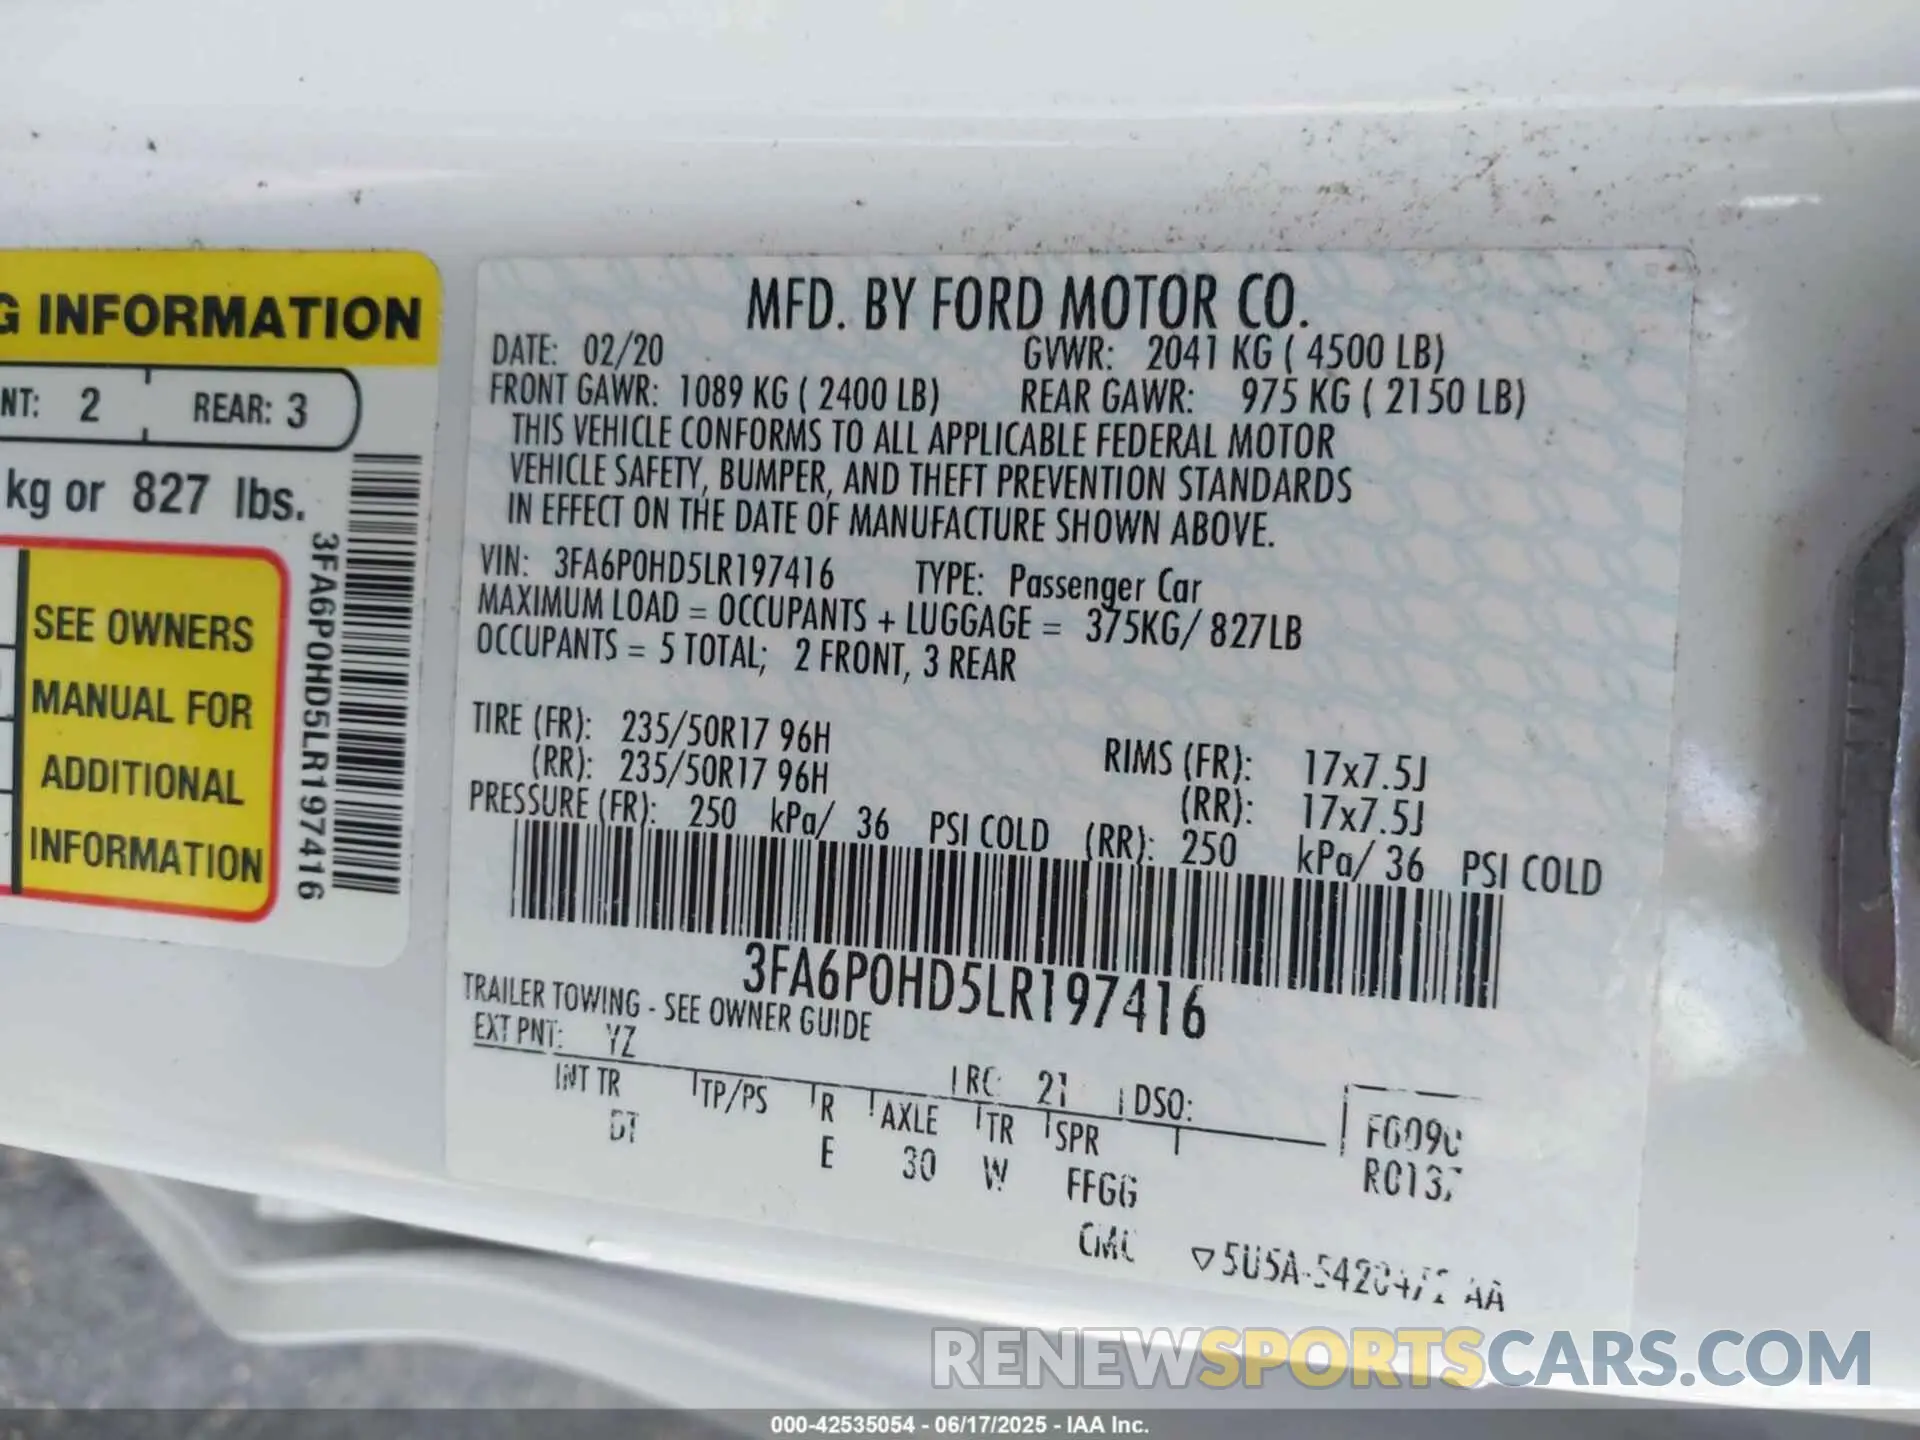 G INFORMATION
NT: 2 REAR: 3
kg or 827 lbs.
SEE OWNERS
MANUAL FOR
ADDITIONAL
INFORMATION
3FA6P0HD5LR197416
MFD. BY FORD MOTOR CO.
DATE: 02/20 GVWR: 2041 KG ( 4500 LB)
FRONT GAWR: 1089 KG ( 2400 LB) REAR GAWR: 975 KG ( 2150 LB)
THIS VEHICLE CONFORMS TO ALL APPLICABLE FEDERAL MOTOR
VEHICLE SAFETY, BUMPER, AND THEFT PREVENTION STANDARDS
IN EFFECT ON THE DATE OF MANUFACTURE SHOWN ABOVE.
VIN: 3FA6P0HD5LR197416 TYPE: Passenger Car
MAXIMUM LOAD = OCCUPANTS + LUGGAGE = 375KG/ 827LB
OCCUPANTS = 5 TOTAL; 2 FRONT, 3 REAR
TIRE (FR): 235/50R17 96H RIMS (FR): 17x7.5J
(RR): 235/50R17 96H (RR): 17x7.5J
PRESSURE (FR): 250 kPa/ 36 PSI COLD (RR): 250 kPa/ 36 PSI COLD
3FA6P0HD5LR197416
TRAILER TOWING - SEE OWNER GUIDE
EXT PNT: YZ RC: 21 DSO:
INT TR TP/PS R AXLE TR SPR
E 30 W FFGG
CMC
RENEWSPORTSCARS.COM
000-42535054 - 06/17/2025 - IAA Inc.